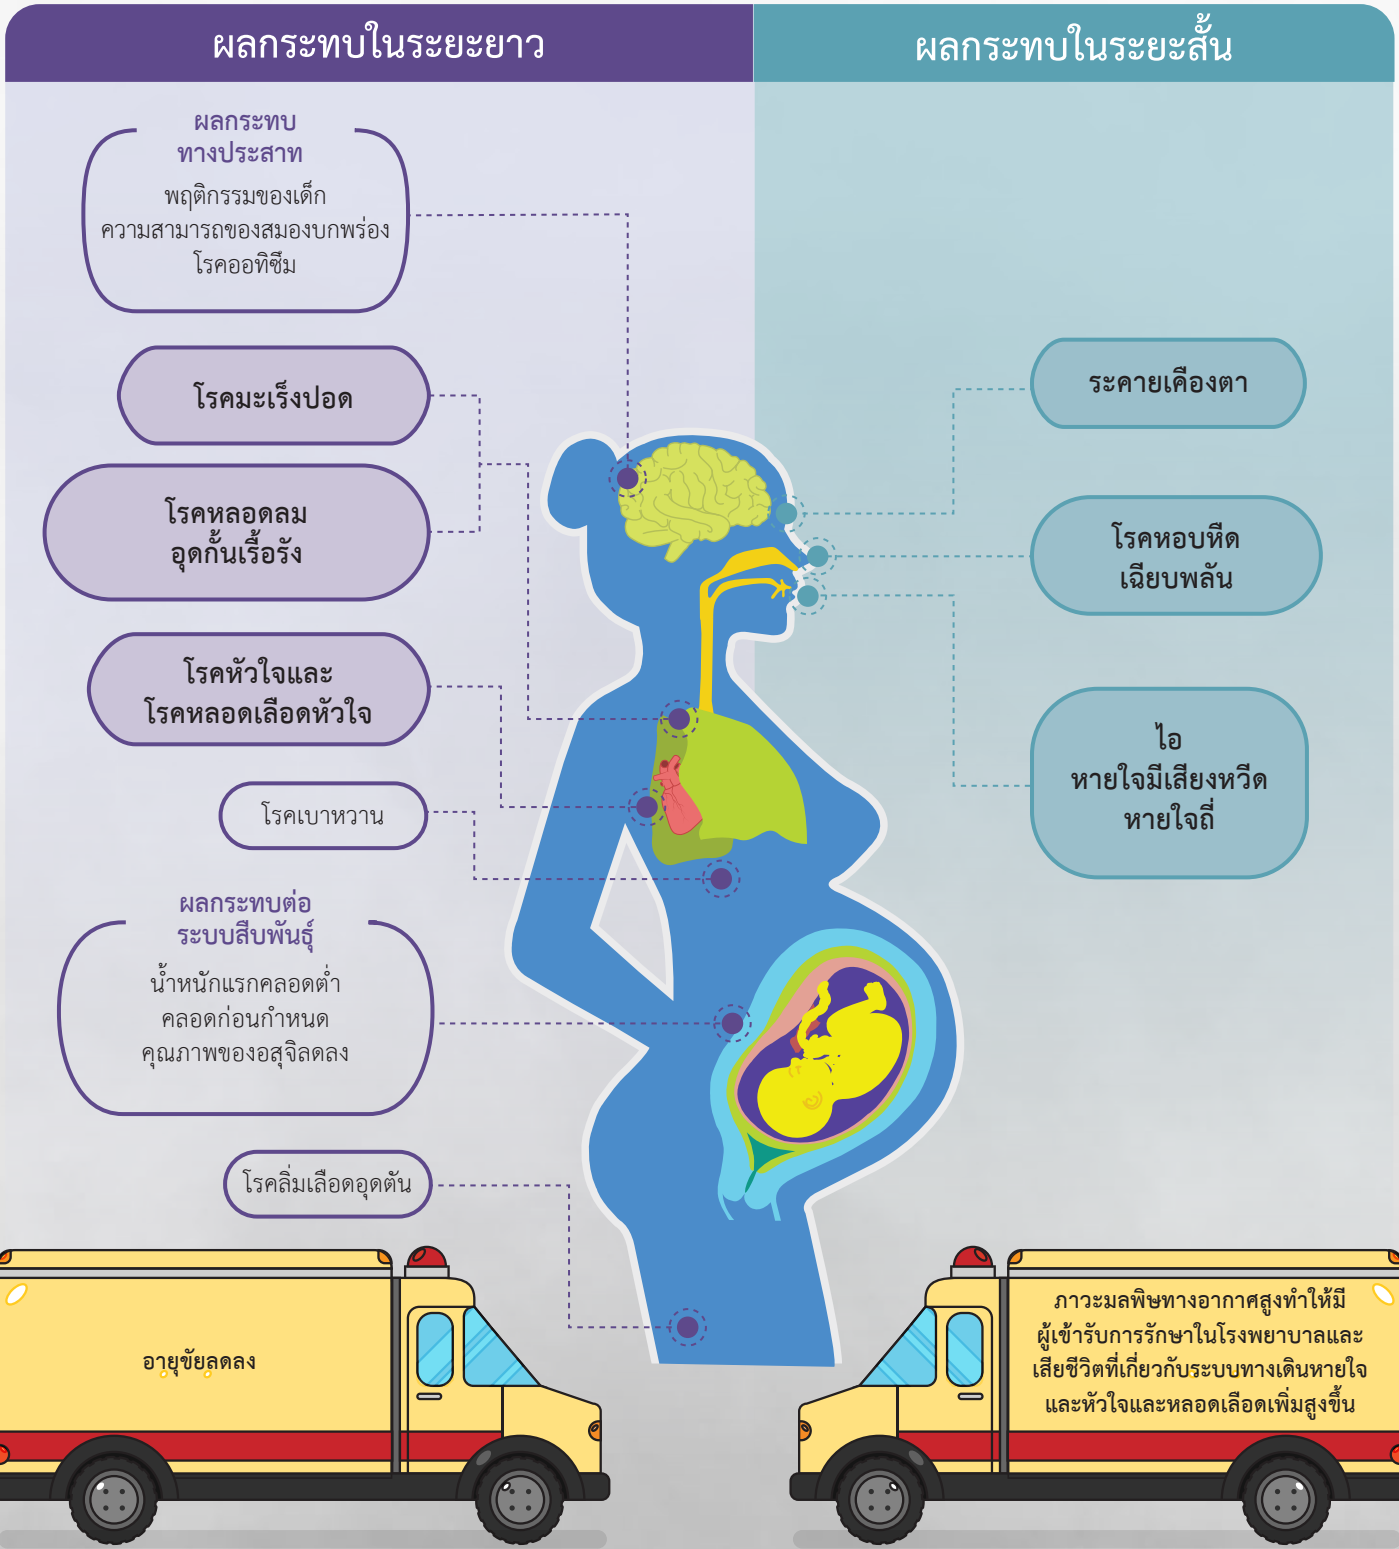 ผลกระทบในระยะยาว
ผลกระทบ
ทางประสาท
พฤติกรรมของเด็ก
ความสามารถของสมองบกพร่อง
โรคออทิซึม
โรคมะเร็งปอด
โรคหลอดลม
อุดกั้นเรื้อรัง
โรคหัวใจและ
โรคหลอดเลือดหัวใจ
โรคเบาหวาน
ผลกระทบต่อ
ระบบสืบพันธุ์
น้ำหนักแรกคลอดต่ำ
คลอดก่อนกำหนด
คุณภาพของอสุจิลดลง
โรคลิ่มเลือดอุดตัน
อายุขัยลดลง
ผลกระทบในระยะสั้น
ระคายเคืองตา
โรคหอบหืด
เฉียบพลัน
ไอ
หายใจมีเสียงหวีด
หายใจถี่
ภาวะมลพิษทางอากาศสูงทำให้มี
ผู้เข้ารับการรักษาในโรงพยาบาลและ
เสียชีวิตที่เกี่ยวกับระบบทางเดินหายใจ
และหัวใจและหลอดเลือดเพิ่มสูงขึ้น